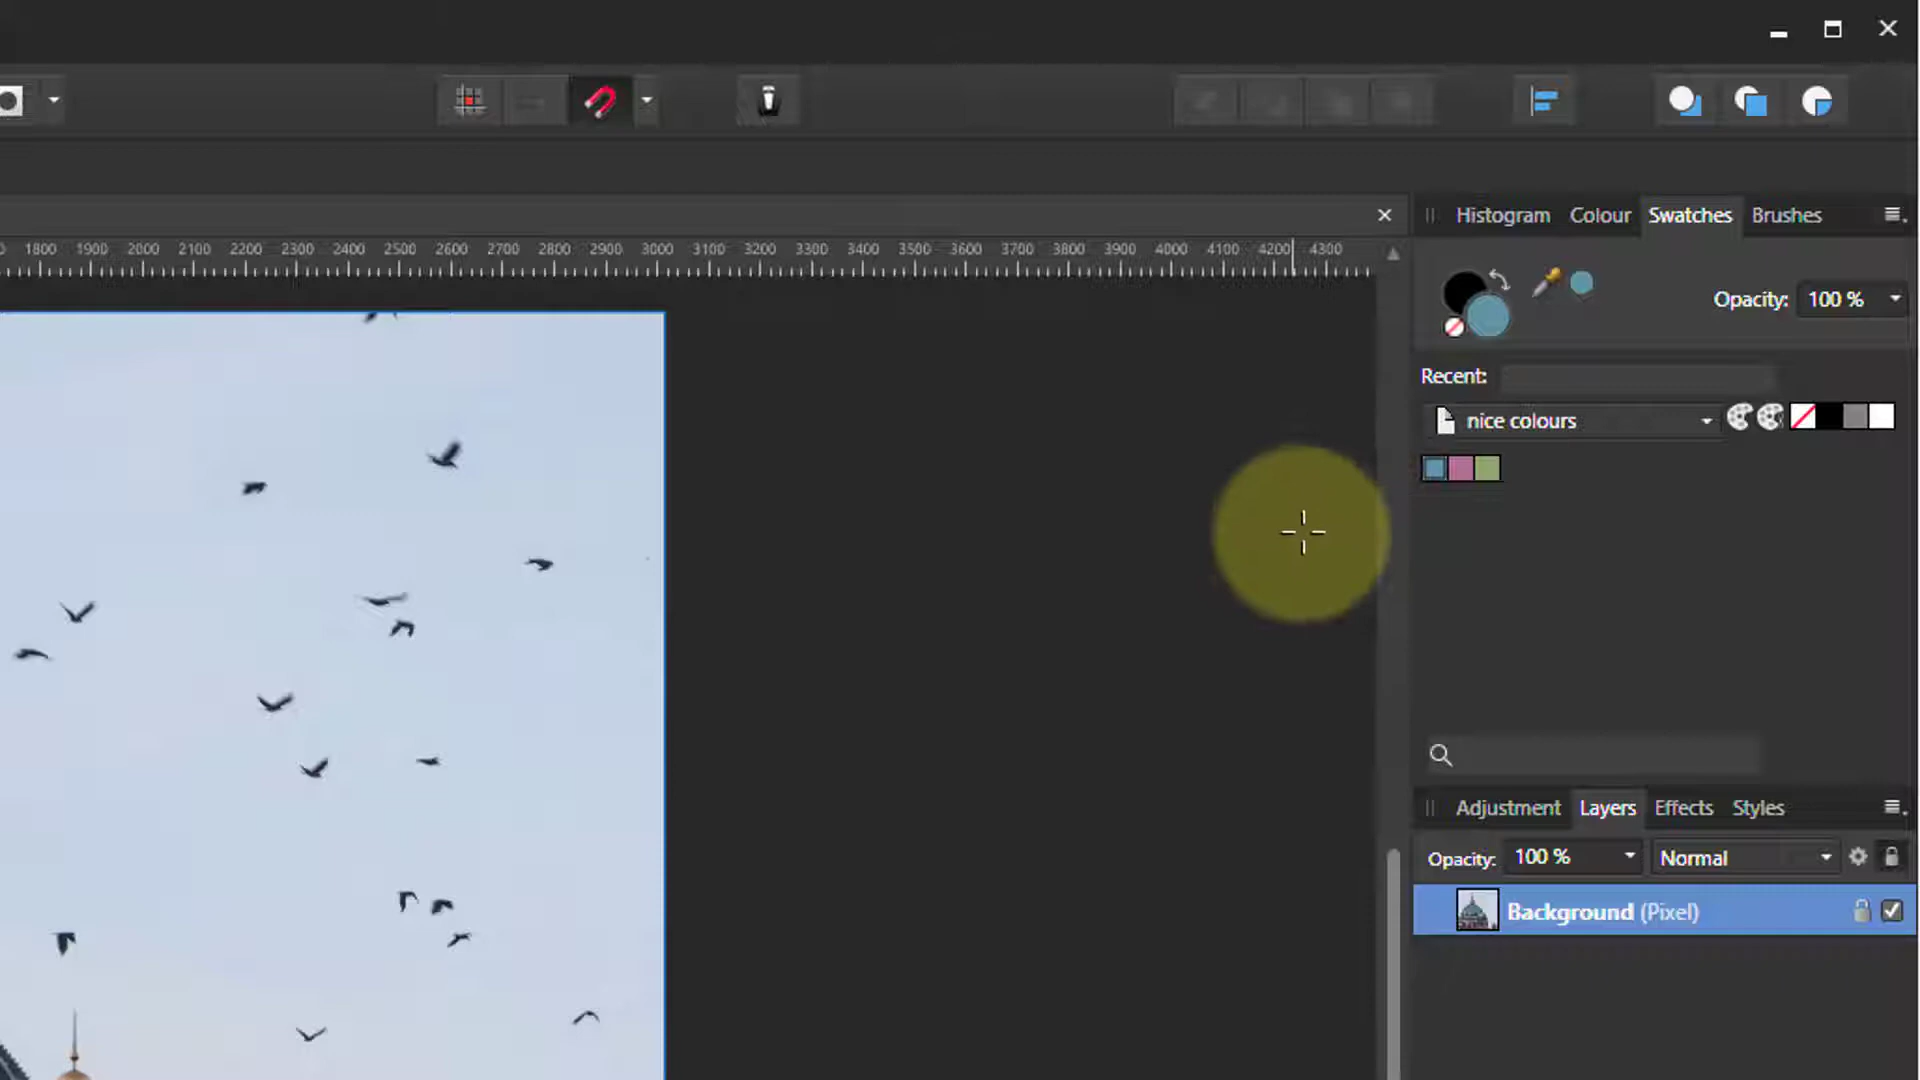 Histogram Colour Swatches Brushes
1800 1900 2000 2100 2200 2300 2400 2500 2600 2700 2800 2900 3000 3100 3200 3300 3400 3500 3600 3700 3800 3900 4000 4100 4200 4300
Opacity: 100 %
Recent:
nice colours
Adjustment Layers Effects Styles
Opacity: 100 % Normal
Background (Pixel)